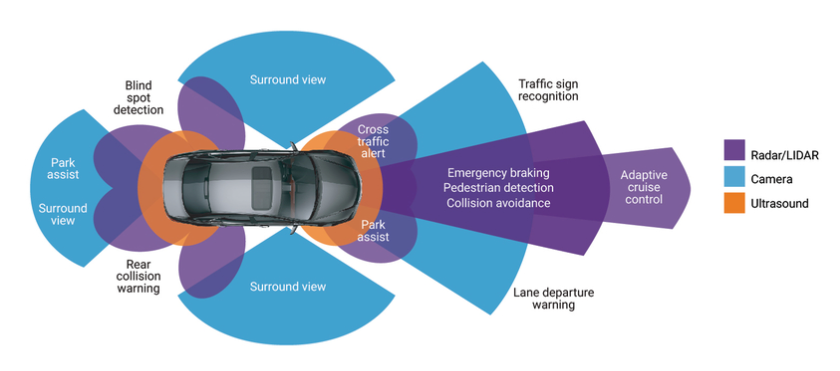 Surround view
Blind
spot
detection
Traffic sign
recognition
Cross
traffic
alert
Park
assist
Surround
view
Emergency braking
Pedestrian detection
Collision avoidance
Adaptive
cruise
control
Radar/LIDAR
Camera
Ultrasound
Park
assist
Rear
collision
warning
Surround view
Lane departure
warning